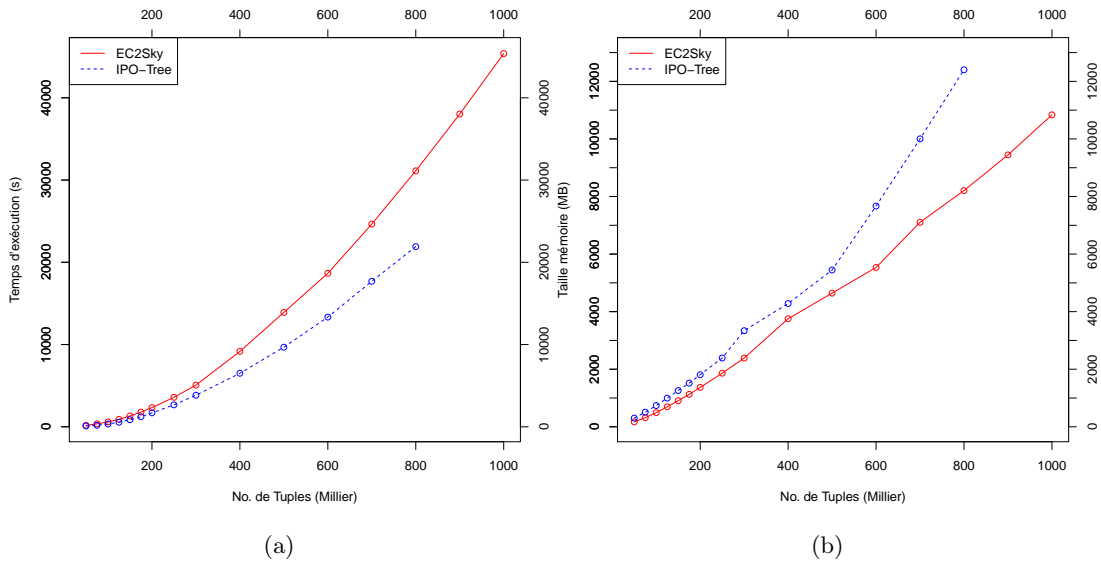 200 400 600 800 1000
EC2Sky
IPO−Tree
Temps d'exécution (s)
0 10000 20000 30000 40000
0 10000 20000 30000 40000
200 400 600 800 1000
No. de Tuples (Millier)
(a)
200 400 600 800 1000
EC2Sky
IPO−Tree
Taille mémoire (MB)
0 2000 4000 6000 8000 10000 12000
0 2000 4000 6000 8000 10000 12000
200 400 600 800 1000
No. de Tuples (Millier)
(b)